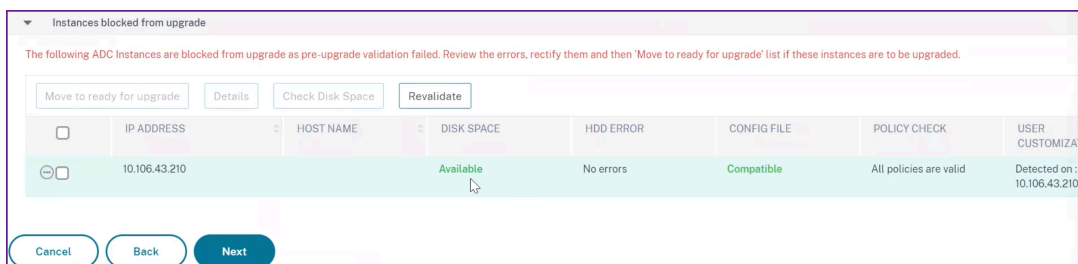 Instances blocked from upgrade
The following ADC Instances are blocked from upgrade as pre-upgrade validation failed. Review the errors, rectify them and then 'Move to ready for upgrade' list if these instances are to be upgraded.
Move to ready for upgrade Details Check Disk Space Revalidate
IP ADDRESS HOST NAME DISK SPACE HDD ERROR CONFIG FILE POLICY CHECK USER
CUSTOMIZA
10.106.43.210 Available No errors Compatible All policies are valid Detected on :
10.106.43.210
Cancel Back Next